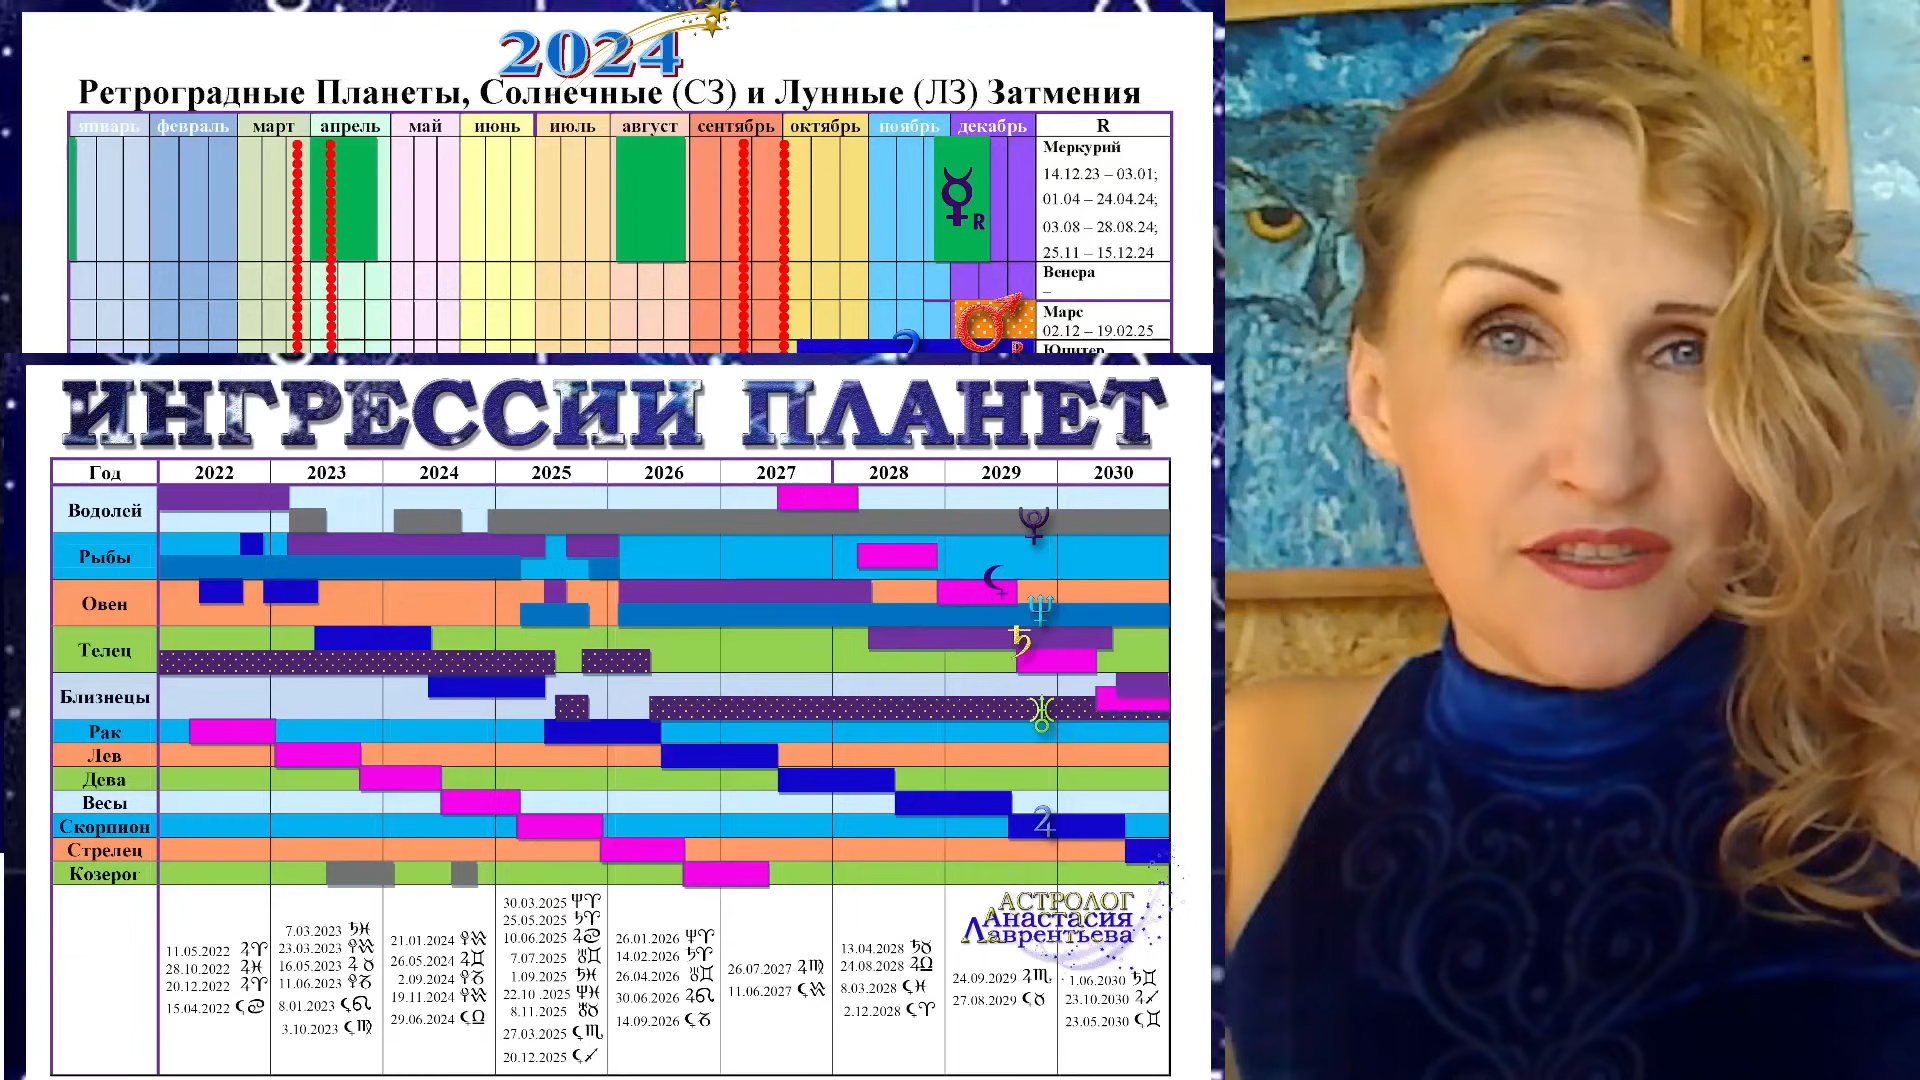 2024
Ретроградные Планеты, Солнечные (СЗ) и Лунные (ЛЗ) Затмения
январь февраль март апрель май июнь июль август сентябрь октябрь ноябрь декабрь R
Меркурий
14.12.23 – 03.01;
01.04 – 24.04.24;
03.08 – 28.08.24;
25.11 – 15.12.24
☿R
Венера
–
Марс
02.12 – 19.02.25
♂R
Юпитер
ИНГРЕССИИ ПЛАНЕТ
Год 2022 2023 2024 2025 2026 2027 2028 2029 2030
Водолей
Рыбы
Овен
Телец
Близнецы
Рак
Лев
Дева
Весы
Скорпион
Стрелец
Козерог
11.05.2022 ♃♈
28.10.2022 ♃♓
20.12.2022 ♃♈
15.04.2022 ⚸♋
7.03.2023 ♄♓
23.03.2023 ♇♒
16.05.2023 ♃♉
11.06.2023 ♇♑
8.01.2023 ⚸♌
3.10.2023 ⚸♍
21.01.2024 ♇♒
26.05.2024 ♃♊
2.09.2024 ♇♑
19.11.2024 ♇♒
29.06.2024 ⚸♎
30.03.2025 ♆♈
25.05.2025 ♄♈
10.06.2025 ♃♋
7.07.2025 ♅♊
1.09.2025 ♄♓
22.10 .2025 ♆♓
8.11.2025 ♅♉
27.03.2025 ⚸♏
20.12.2025 ⚸♐
26.01.2026 ♆♈
14.02.2026 ♄♈
26.04.2026 ♅♊
30.06.2026 ♃♌
14.09.2026 ⚸♑
26.07.2027 ♃♍
11.06.2027 ⚸♒
13.04.2028 ♄♉
24.08.2028 ♃♎
8.03.2028 ⚸♓
2.12.2028 ⚸♈
24.09.2029 ♃♏
27.08.2029 ⚸♉
1.06.2030 ♄♊
23.10.2030 ♃♐
23.05.2030 ⚸♊
АСТРОЛОГ
Анастасия
Лаврентьева